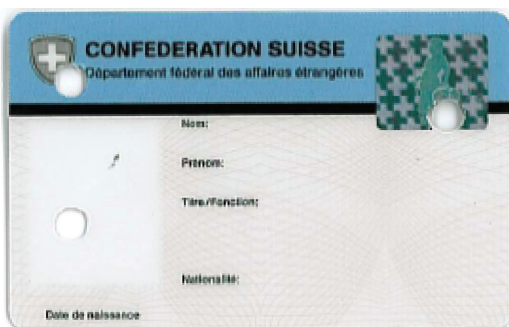 CONFEDERATION SUISSE
Département fédéral des affaires étrangères
Nom:
Prénom:
Titre/Fonction:
Nationalité:
Date de naissance